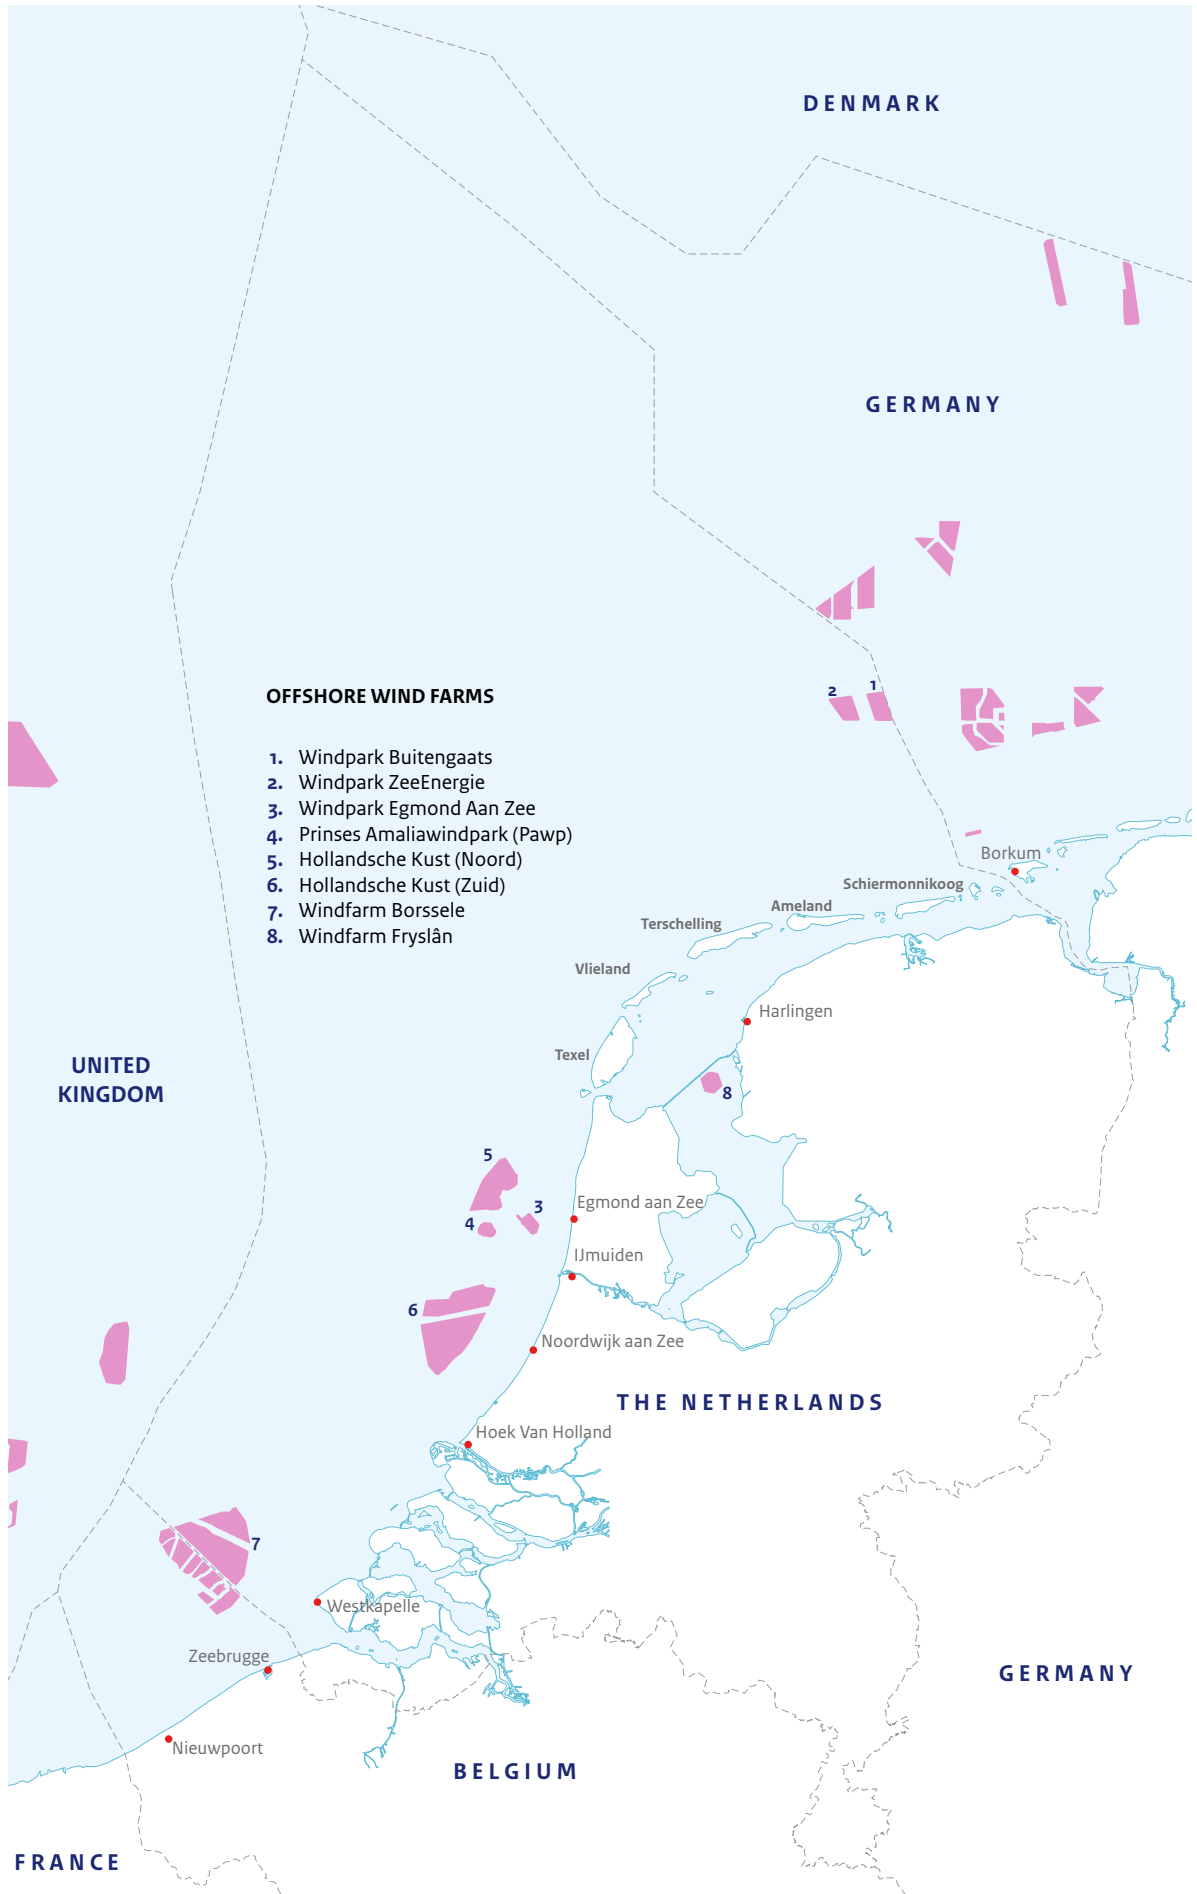 DENMARK
GERMANY
2
1
OFFSHORE WIND FARMS
1. Windpark Buitengaats
2. Windpark ZeeEnergie
3. Windpark Egmond Aan Zee
4. Prinses Amaliawindpark (Pawp)
5. Hollandsche Kust (Noord)
6. Hollandsche Kust (Zuid)
7. Windfarm Borssele
8. Windfarm Fryslân
Borkum
Schiermonnikoog
Ameland
Terschelling
Vlieland
Harlingen
Texel
UNITED
KINGDOM
8
5
Egmond aan Zee
3
4
IJmuiden
6
Noordwijk aan Zee
THE NETHERLANDS
Hoek Van Holland
7
Westkapelle
Zeebrugge
GERMANY
Nieuwpoort
BELGIUM
FRANCE